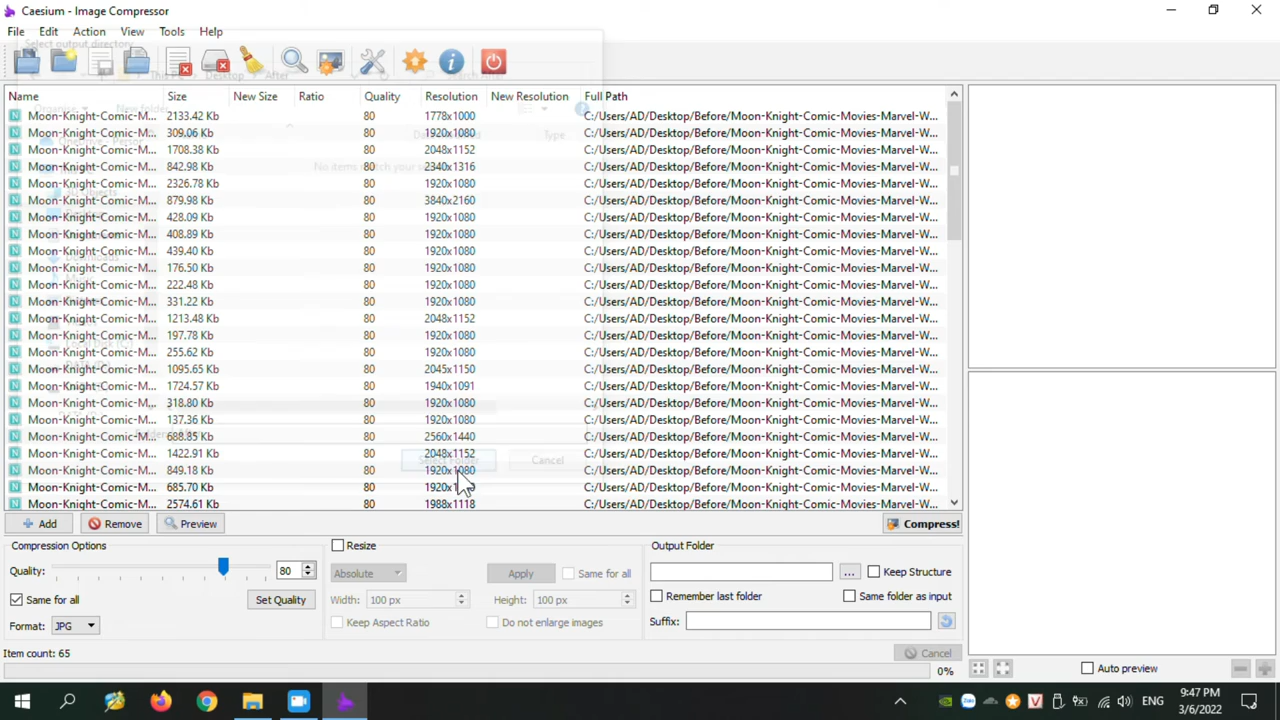 Caesium - Image Compressor
File Edit Action View Tools Help
Select output directory
Name Size New Size Ratio Quality Resolution New Resolution Full Path
Moon-Knight-Comic-M... 2133.42 Kb 80 1778x1000 C:/Users/AD/Desktop/Before/Moon-Knight-Comic-Movies-Marvel-W...
Moon-Knight-Comic-M... 309.06 Kb 80 1920x1080 C:/Users/AD/Desktop/Before/Moon-Knight-Comic-Movies-Marvel-W...
Moon-Knight-Comic-M... 1708.38 Kb 80 2048x1152 C:/Users/AD/Desktop/Before/Moon-Knight-Comic-Movies-Marvel-W...
Moon-Knight-Comic-M... 842.98 Kb 80 2340x1316 C:/Users/AD/Desktop/Before/Moon-Knight-Comic-Movies-Marvel-W...
Moon-Knight-Comic-M... 2326.78 Kb 80 1920x1080 C:/Users/AD/Desktop/Before/Moon-Knight-Comic-Movies-Marvel-W...
Moon-Knight-Comic-M... 879.98 Kb 80 3840x2160 C:/Users/AD/Desktop/Before/Moon-Knight-Comic-Movies-Marvel-W...
Moon-Knight-Comic-M... 428.09 Kb 80 1920x1080 C:/Users/AD/Desktop/Before/Moon-Knight-Comic-Movies-Marvel-W...
Moon-Knight-Comic-M... 408.89 Kb 80 1920x1080 C:/Users/AD/Desktop/Before/Moon-Knight-Comic-Movies-Marvel-W...
Moon-Knight-Comic-M... 439.40 Kb 80 1920x1080 C:/Users/AD/Desktop/Before/Moon-Knight-Comic-Movies-Marvel-W...
Moon-Knight-Comic-M... 176.50 Kb 80 1920x1080 C:/Users/AD/Desktop/Before/Moon-Knight-Comic-Movies-Marvel-W...
Moon-Knight-Comic-M... 222.48 Kb 80 1920x1080 C:/Users/AD/Desktop/Before/Moon-Knight-Comic-Movies-Marvel-W...
Moon-Knight-Comic-M... 331.22 Kb 80 1920x1080 C:/Users/AD/Desktop/Before/Moon-Knight-Comic-Movies-Marvel-W...
Moon-Knight-Comic-M... 1213.48 Kb 80 2048x1152 C:/Users/AD/Desktop/Before/Moon-Knight-Comic-Movies-Marvel-W...
Moon-Knight-Comic-M... 197.78 Kb 80 1920x1080 C:/Users/AD/Desktop/Before/Moon-Knight-Comic-Movies-Marvel-W...
Moon-Knight-Comic-M... 255.62 Kb 80 1920x1080 C:/Users/AD/Desktop/Before/Moon-Knight-Comic-Movies-Marvel-W...
Moon-Knight-Comic-M... 1095.65 Kb 80 2045x1150 C:/Users/AD/Desktop/Before/Moon-Knight-Comic-Movies-Marvel-W...
Moon-Knight-Comic-M... 1724.57 Kb 80 1940x1091 C:/Users/AD/Desktop/Before/Moon-Knight-Comic-Movies-Marvel-W...
Moon-Knight-Comic-M... 318.80 Kb 80 1920x1080 C:/Users/AD/Desktop/Before/Moon-Knight-Comic-Movies-Marvel-W...
Moon-Knight-Comic-M... 137.36 Kb 80 1920x1080 C:/Users/AD/Desktop/Before/Moon-Knight-Comic-Movies-Marvel-W...
Moon-Knight-Comic-M... 688.85 Kb 80 2560x1440 C:/Users/AD/Desktop/Before/Moon-Knight-Comic-Movies-Marvel-W...
Moon-Knight-Comic-M... 1422.91 Kb 80 2048x1152 C:/Users/AD/Desktop/Before/Moon-Knight-Comic-Movies-Marvel-W...
Select Folder Cancel
Moon-Knight-Comic-M... 849.18 Kb 80 1920x1080 C:/Users/AD/Desktop/Before/Moon-Knight-Comic-Movies-Marvel-W...
Moon-Knight-Comic-M... 685.70 Kb 80 C:/Users/AD/Desktop/Before/Moon-Knight-Comic-Movies-Marvel-W...
Moon-Knight-Comic-M... 2574.61 Kb 80 1988x1118 C:/Users/AD/Desktop/Before/Moon-Knight-Comic-Movies-Marvel-W...
Add Remove Preview Compress!
Compression Options Resize Output Folder
Quality: 80 Absolute Apply Same for all ... Keep Structure
Same for all Set Quality Width: 100 px Height: 100 px Remember last folder Same folder as input
Format: JPG Keep Aspect Ratio Do not enlarge images Suffix:
Item count: 65 Cancel
0% Auto preview
ENG 9:47 PM
3/6/2022